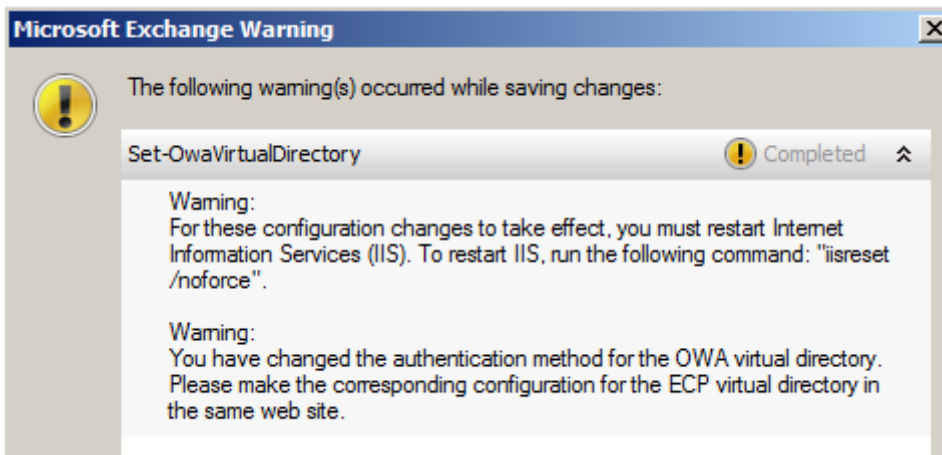 Microsoft Exchange Warning
The following warning(s) occurred while saving changes:
Set-OwaVirtualDirectory
Completed
Warning:
For these configuration changes to take effect, you must restart Internet
Information Services (IIS). To restart IIS, run the following command: "iisreset
/noforce".
Warning:
You have changed the authentication method for the OWA virtual directory.
Please make the corresponding configuration for the ECP virtual directory in
the same web site.